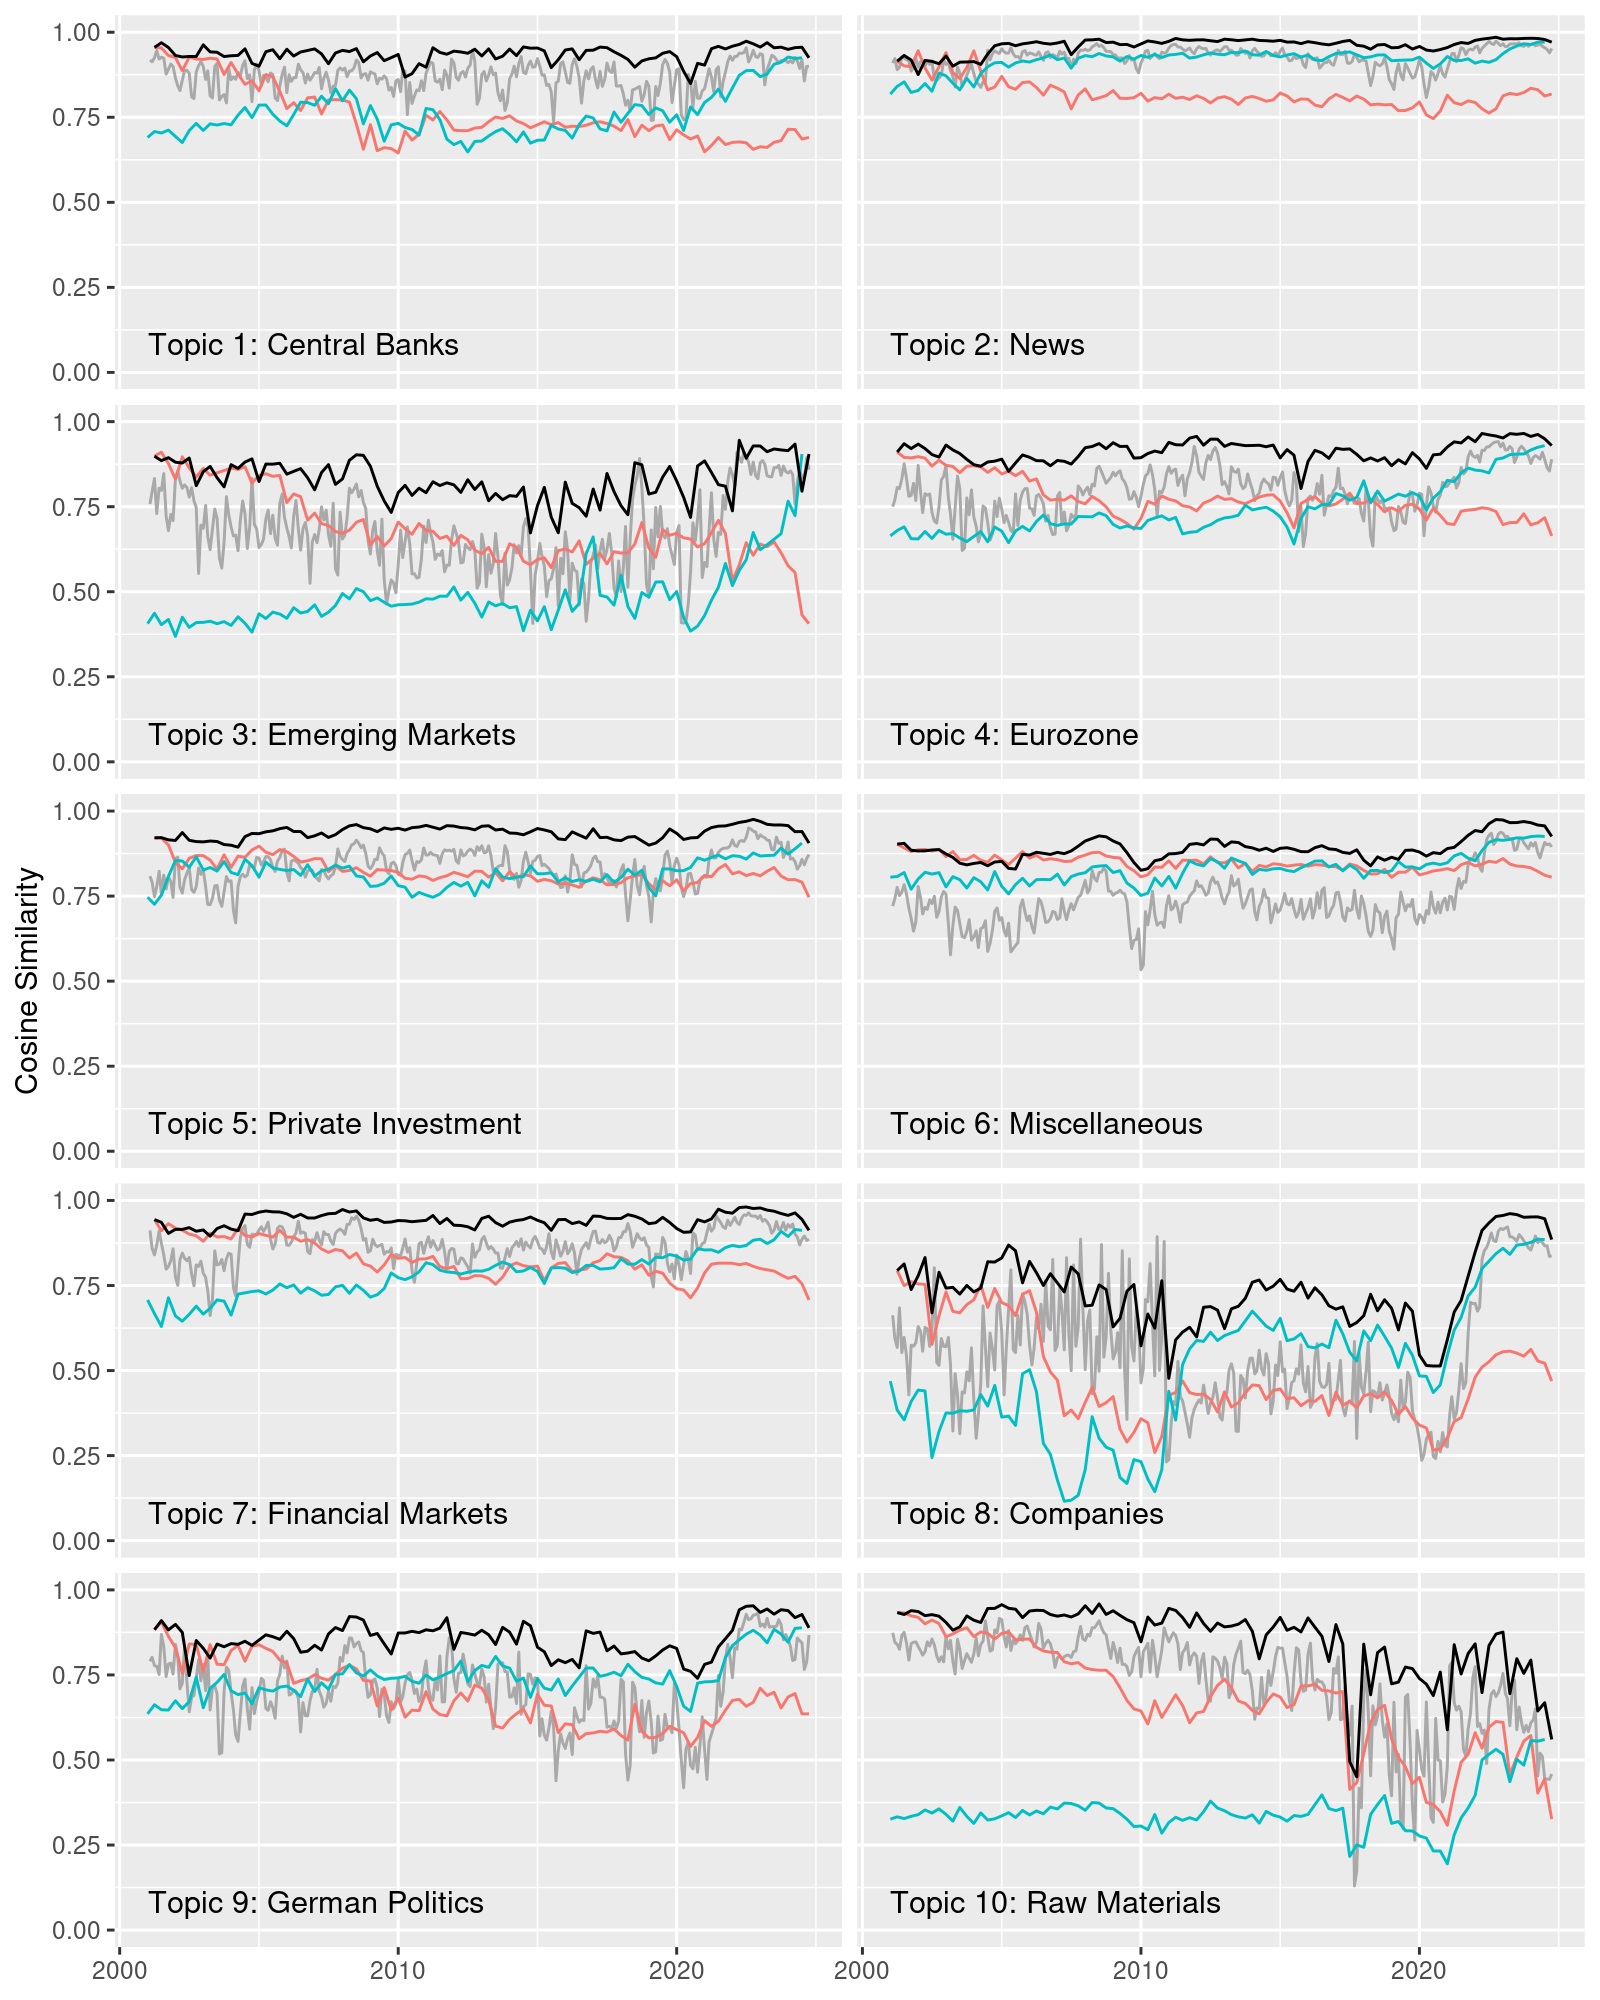 1.00
0.75
0.50
0.25
0.00
Topic 1: Central Banks
Topic 2: News
1.00
0.75
0.50
0.25
0.00
Topic 3: Emerging Markets
Topic 4: Eurozone
Cosine Similarity
1.00
0.75
0.50
0.25
0.00
Topic 5: Private Investment
Topic 6: Miscellaneous
1.00
0.75
0.50
0.25
0.00
Topic 7: Financial Markets
Topic 8: Companies
1.00
0.75
0.50
0.25
0.00
Topic 9: German Politics
Topic 10: Raw Materials
2000 2010 2020 2000 2010 2020